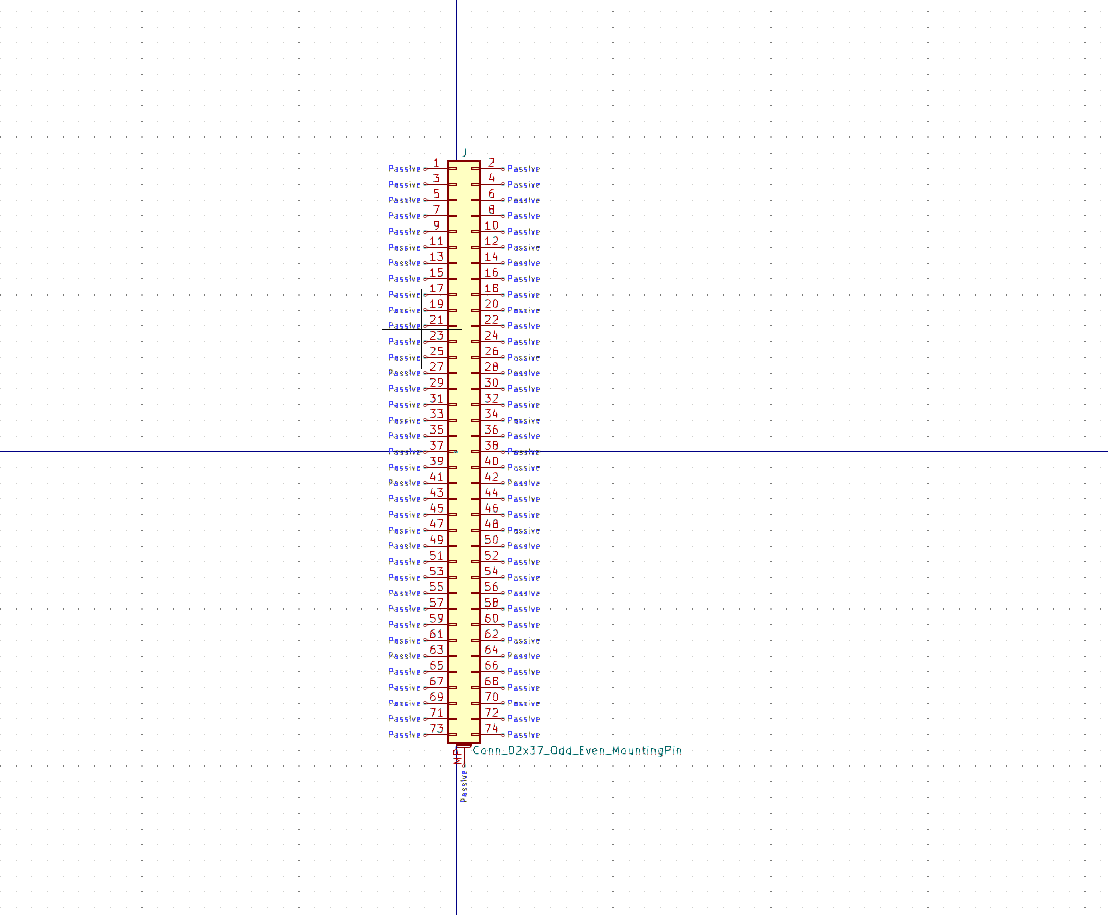 J
Passive 1 2 Passive
Passive 3 4 Passive
Passive 5 6 Passive
Passive 7 8 Passive
Passive 9 10 Passive
Passive 11 12 Passive
Passive 13 14 Passive
Passive 15 16 Passive
Passive 17 18 Passive
Passive 19 20 Passive
Passive 21 22 Passive
Passive 23 24 Passive
Passive 25 26 Passive
Passive 27 28 Passive
Passive 29 30 Passive
Passive 31 32 Passive
Passive 33 34 Passive
Passive 35 36 Passive
Passive 37 38 Passive
Passive 39 40 Passive
Passive 41 42 Passive
Passive 43 44 Passive
Passive 45 46 Passive
Passive 47 48 Passive
Passive 49 50 Passive
Passive 51 52 Passive
Passive 53 54 Passive
Passive 55 56 Passive
Passive 57 58 Passive
Passive 59 60 Passive
Passive 61 62 Passive
Passive 63 64 Passive
Passive 65 66 Passive
Passive 67 68 Passive
Passive 69 70 Passive
Passive 71 72 Passive
Passive 73 74 Passive
MP Conn_02x37_Odd_Even_MountingPin
Passive